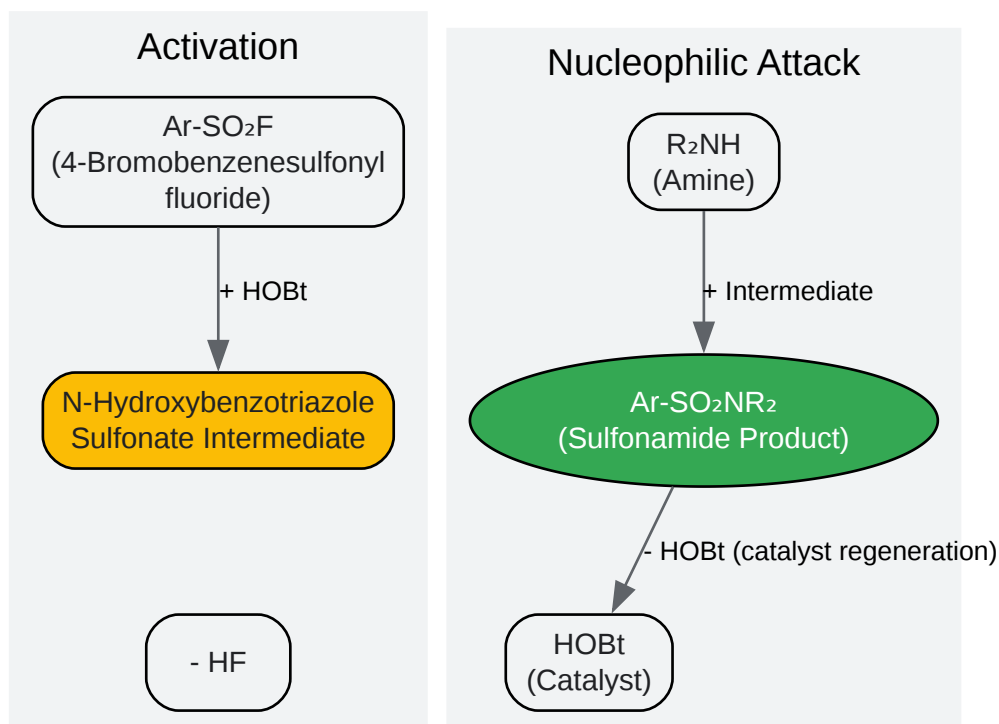 Activation
Ar-SO₂F
(4-Bromobenzenesulfonyl
fluoride)
+ HOBt
N-Hydroxybenzotriazole
Sulfonate Intermediate
- HF
Nucleophilic Attack
R₂NH
(Amine)
+ Intermediate
Ar-SO₂NR₂
(Sulfonamide Product)
- HOBt (catalyst regeneration)
HOBt
(Catalyst)